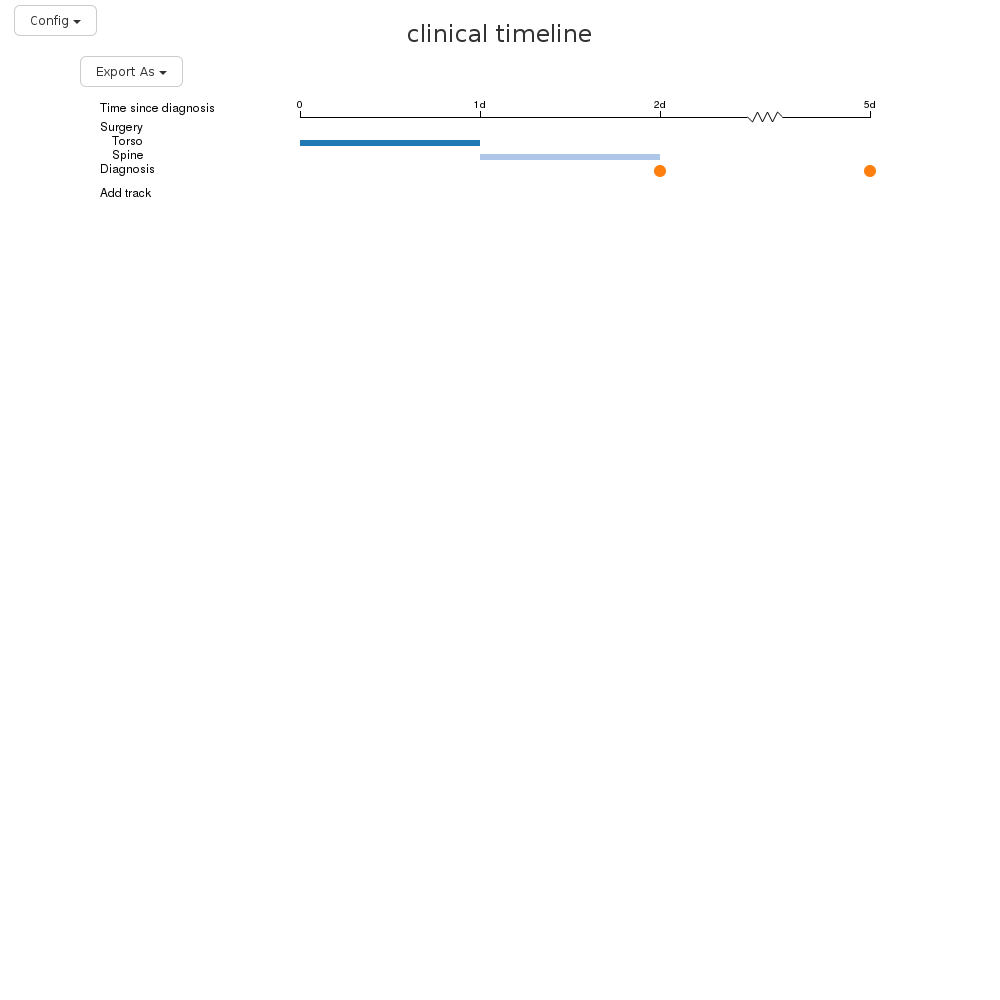 Config
clinical timeline
Export As
Time since diagnosis
0 1d 2d 5d
Surgery
Torso
Spine
Diagnosis
Add track